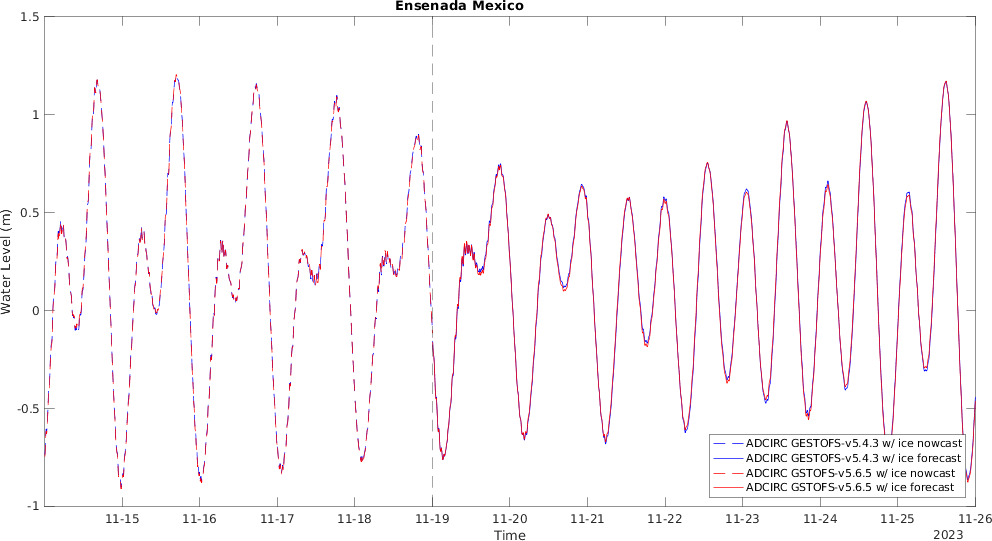 Ensenada Mexico
Water Level (m)
1.5
1
0.5
0
-0.5
-1
11-15 11-16 11-17 11-18 11-19 11-20 11-21 11-22 11-23 11-24 11-25 11-26
Time
2023
ADCIRC GESTOFS-v5.4.3 w/ ice nowcast
ADCIRC GESTOFS-v5.4.3 w/ ice forecast
ADCIRC GSTOFS-v5.6.5 w/ ice nowcast
ADCIRC GSTOFS-v5.6.5 w/ ice forecast